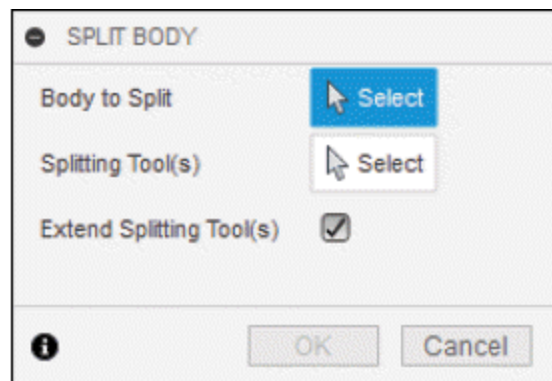 SPLIT BODY
Body to Split Select
Splitting Tool(s) Select
Extend Splitting Tool(s)
OK Cancel